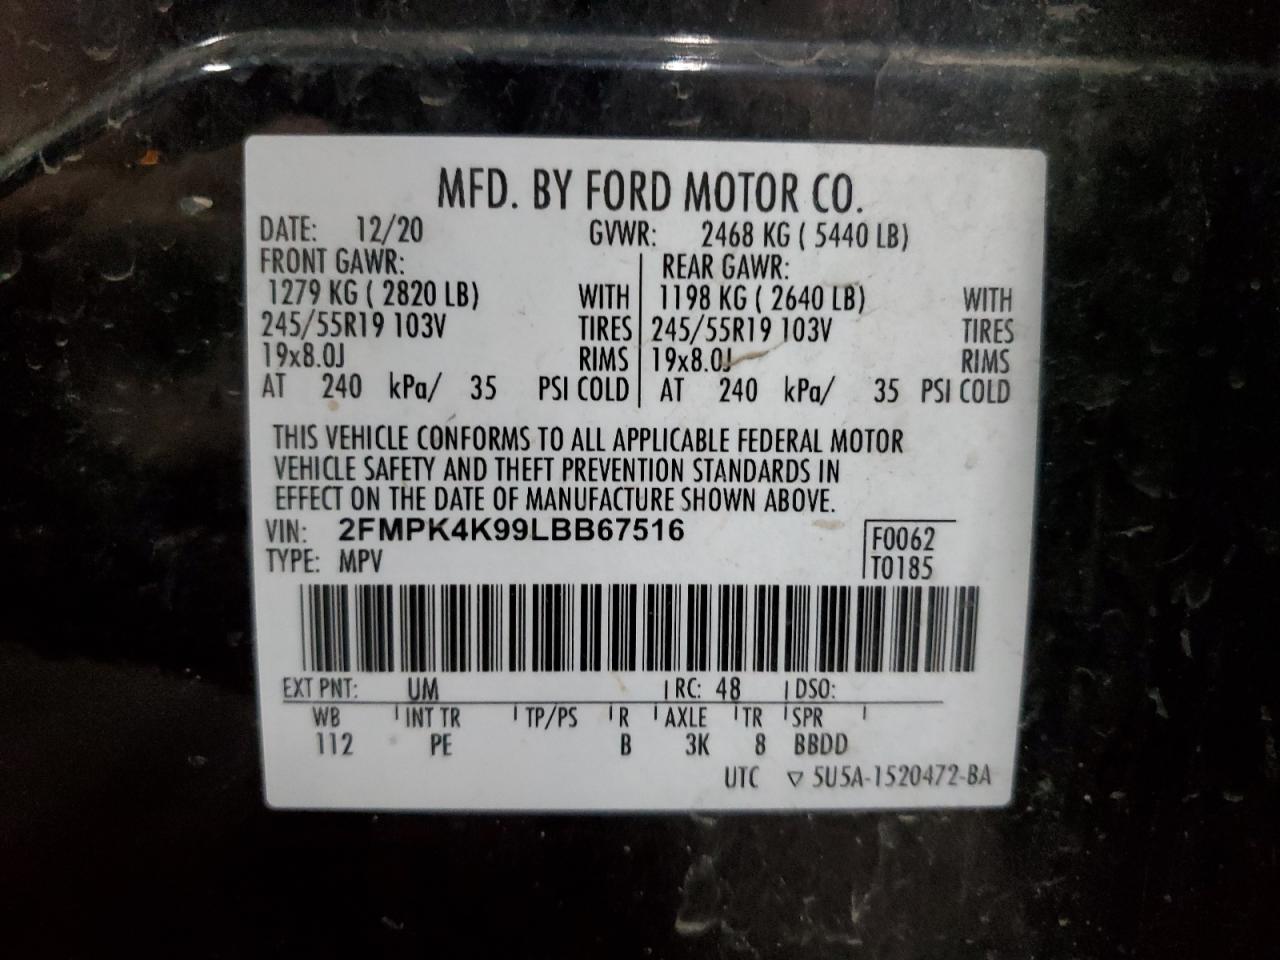 MFD. BY FORD MOTOR CO.
DATE: 12/20 GVWR: 2468 KG ( 5440 LB)
FRONT GAWR: REAR GAWR:
1279 KG ( 2820 LB) WITH 1198 KG ( 2640 LB) WITH
245/55R19 103V TIRES 245/55R19 103V TIRES
19x8.0J RIMS 19x8.0J RIMS
AT 240 kPa/ 35 PSI COLD AT 240 kPa/ 35 PSI COLD
THIS VEHICLE CONFORMS TO ALL APPLICABLE FEDERAL MOTOR
VEHICLE SAFETY AND THEFT PREVENTION STANDARDS IN
EFFECT ON THE DATE OF MANUFACTURE SHOWN ABOVE.
VIN: 2FMPK4K99LBB67516 F0062
TYPE: MPV T0185
EXT PNT: UM RC: 48 DSO:
WB INT TR TP/PS R AXLE TR SPR
112 PE B 3K 8 BBDD
UTC ▽ 5U5A-1520472-BA